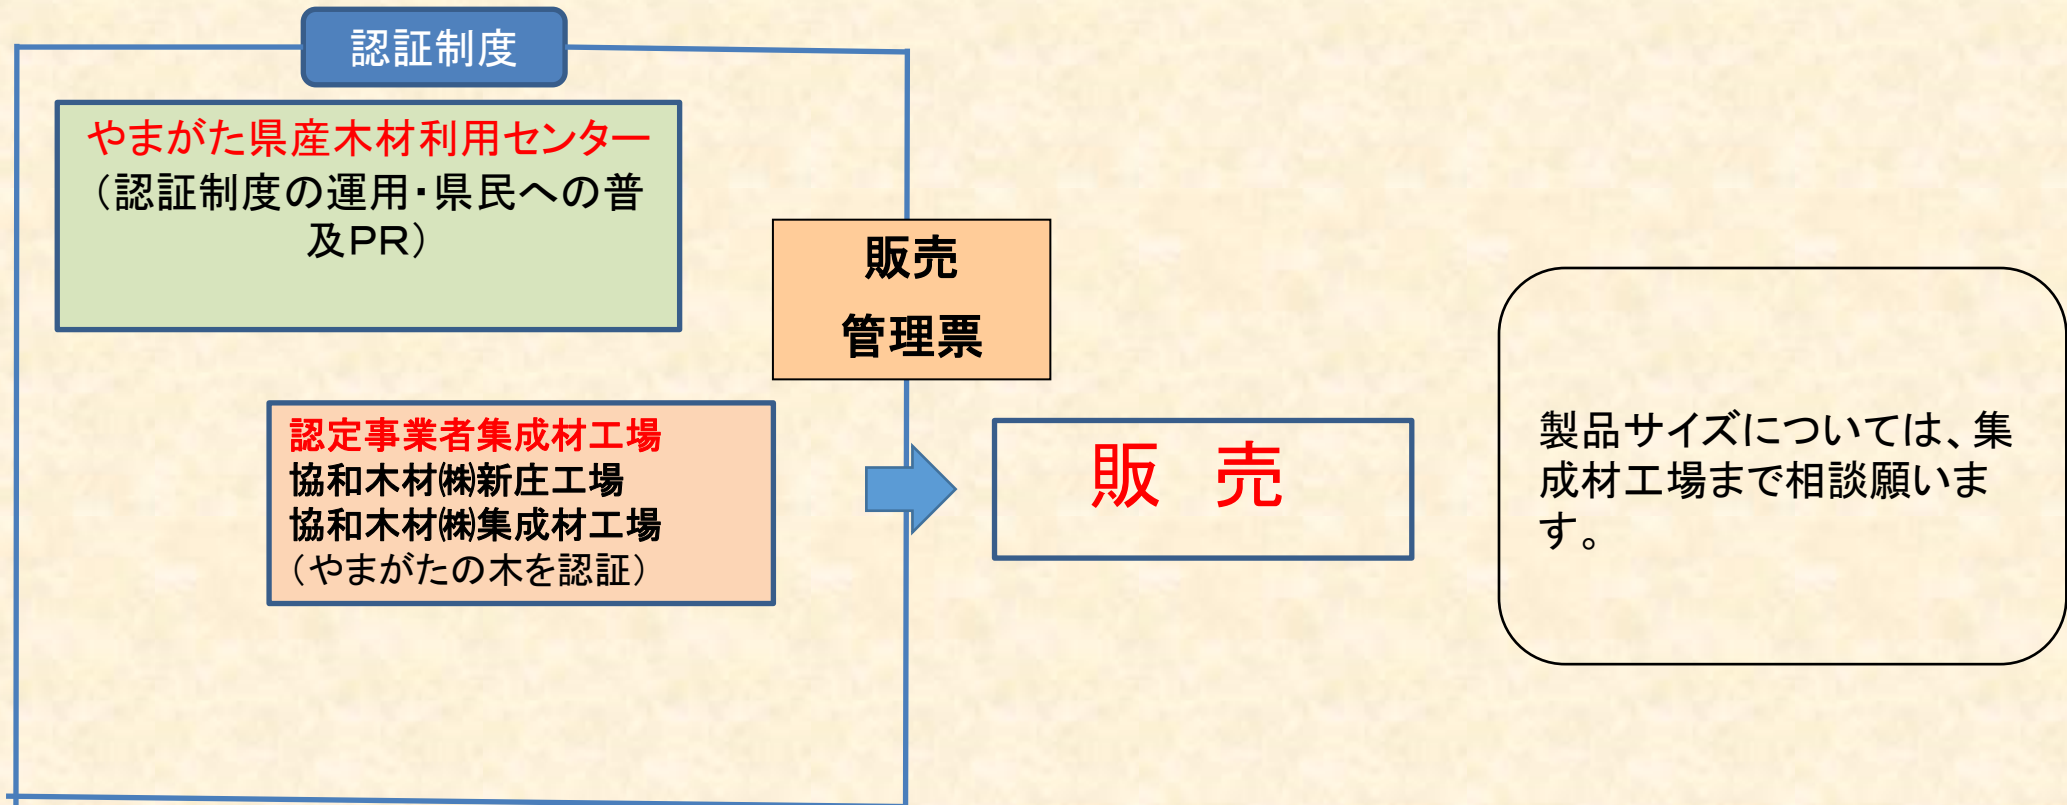 認証制度
やまがた県産木材利用センター
（認証制度の運用・県民への普
及PR）
販売
管理票
認定事業者集成材工場
協和木材㈱新庄工場
協和木材㈱集成材工場
（やまがたの木を認証）
販　売
製品サイズについては、集
成材工場まで相談願いま
す。